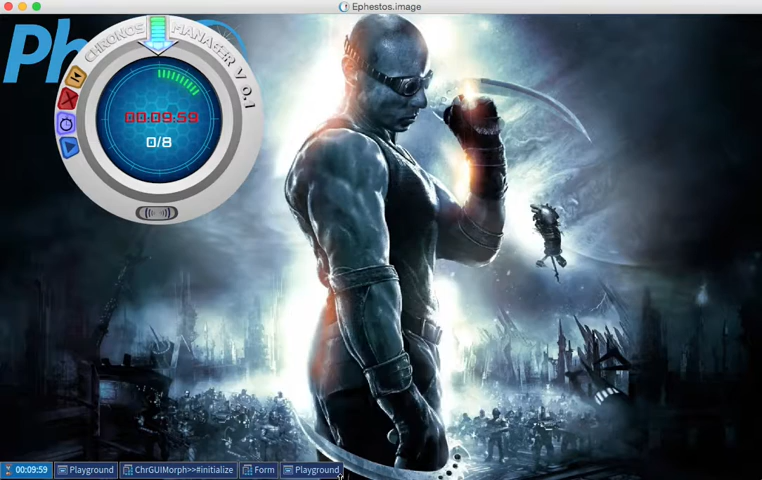 Ephestos.image
Ph
CHRONOS MANAGER V 0.1
00:09:59
0/8
00:09:59
Playground
ChrGUIMorph>>#initialize
Form
Playground